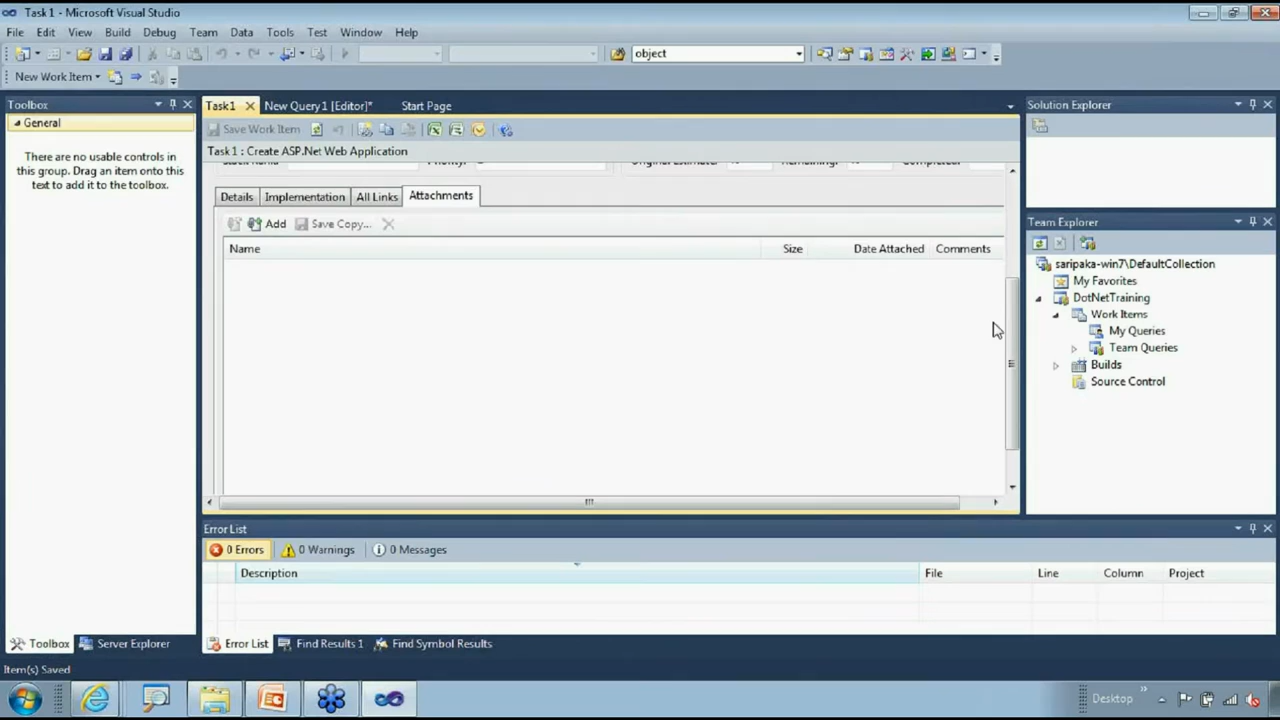 Task 1 - Microsoft Visual Studio
File Edit View Build Debug Team Data Tools Test Window Help
object
New Work Item
Toolbox
General
There are no usable controls in
this group. Drag an item onto this
text to add it to the toolbox.
Toolbox Server Explorer
Task1 New Query1 [Editor]* Start Page
Save Work Item
Task1 : Create ASP.Net Web Application
Details Implementation All Links Attachments
Add Save Copy...
Name Size Date Attached Comments
Solution Explorer
Team Explorer
saripaka-win7\DefaultCollection
My Favorites
DotNetTraining
Work Items
My Queries
Team Queries
Builds
Source Control
Error List
0 Errors 0 Warnings 0 Messages
Description File Line Column Project
Error List Find Results 1 Find Symbol Results
Item(s) Saved
Desktop